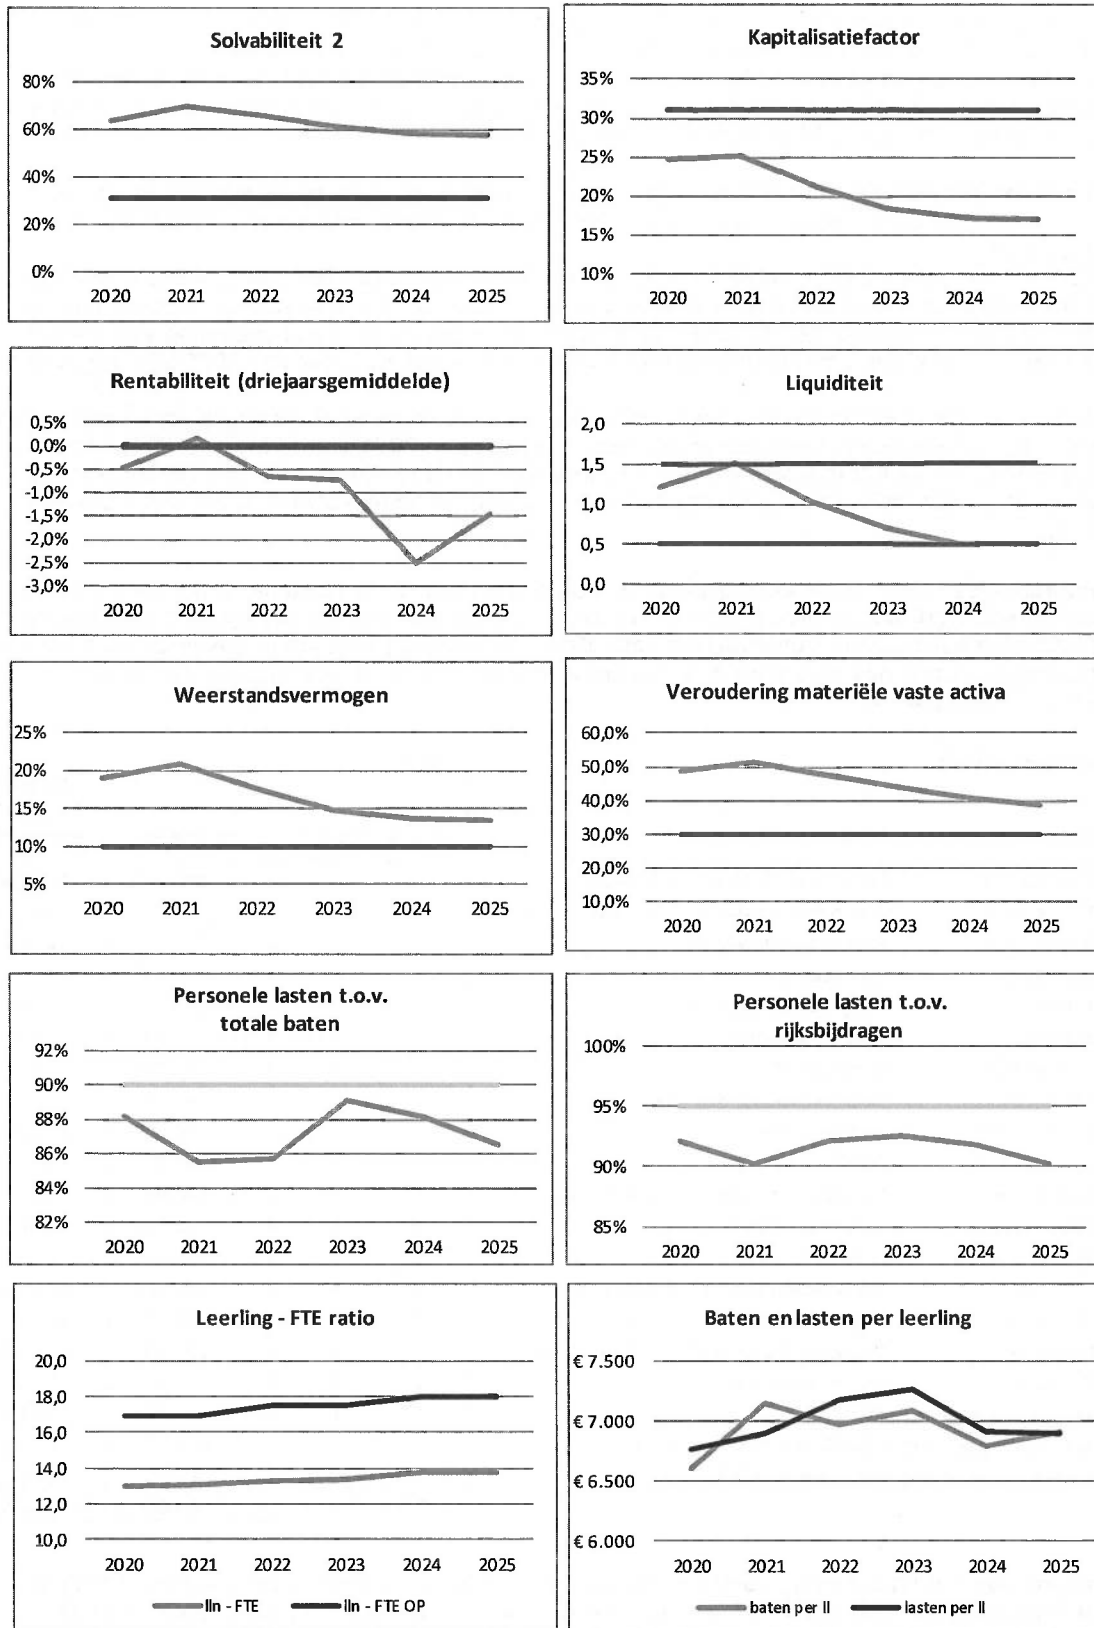 Solvabiliteit 2
80%
60%
40%
20%
0%
2020 2021 2022 2023 2024 2025
Kapitalisatiefactor
35%
31%
30%
25%
20%
15%
10%
2020 2021 2022 2023 2024 2025
Rentabiliteit (driejaarsgemiddelde)
0,5%
0,0%
-0,5%
-1,0%
-1,5%
-2,0%
-2,5%
-3,0%
2020 2021 2022 2023 2024 2025
Liquiditeit
2,0
1,5
1,0
0,5
0,0
2020 2021 2022 2023 2024 2025
Weerstandsvermogen
25%
20%
15%
10%
5%
2020 2021 2022 2023 2024 2025
Veroudering materiële vaste activa
60,0%
50,0%
40,0%
30,0%
20,0%
10,0%
2020 2021 2022 2023 2024 2025
Personele lasten t.o.v.
totale baten
92%
90%
88%
86%
84%
82%
2020 2021 2022 2023 2024 2025
Personele lasten t.o.v.
rijksbijdragen
100%
95%
90%
85%
2020 2021 2022 2023 2024 2025
Leerling - FTE ratio
20,0
18,0
16,0
14,0
12,0
10,0
2020 2021 2022 2023 2024 2025
lln - FTE lln - FTE OP
Baten en lasten per leerling
€ 7.500
€ 7.000
€ 6.500
€ 6.000
2020 2021 2022 2023 2024 2025
baten per ll lasten per ll